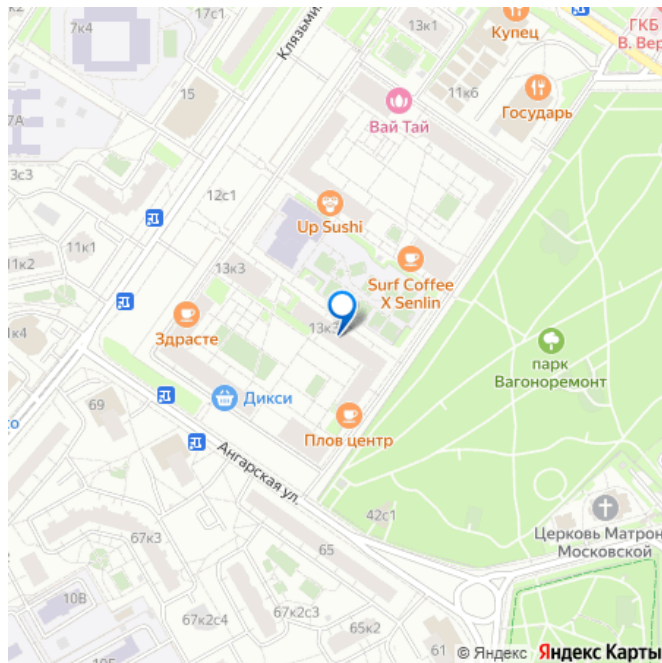 17с1
13к1
Купец
ГКБ
В. Вер
7к4
Клязьми
15
11к6
Государь
Вай Тай
7А
3с3
12с1
Up Sushi
11к1
11к2
13к3
Surf Coffee
X Senlin
1к4
Здрасте
13к3
парк
Вагоноремонт
69
Дикси
Плов центр
Ангарская ул.
42с1
67к3
65
Церковь Матрон
Московской
10В
67к2с4
67к2с3
65к2
61
© Яндекс Яндекс Карты